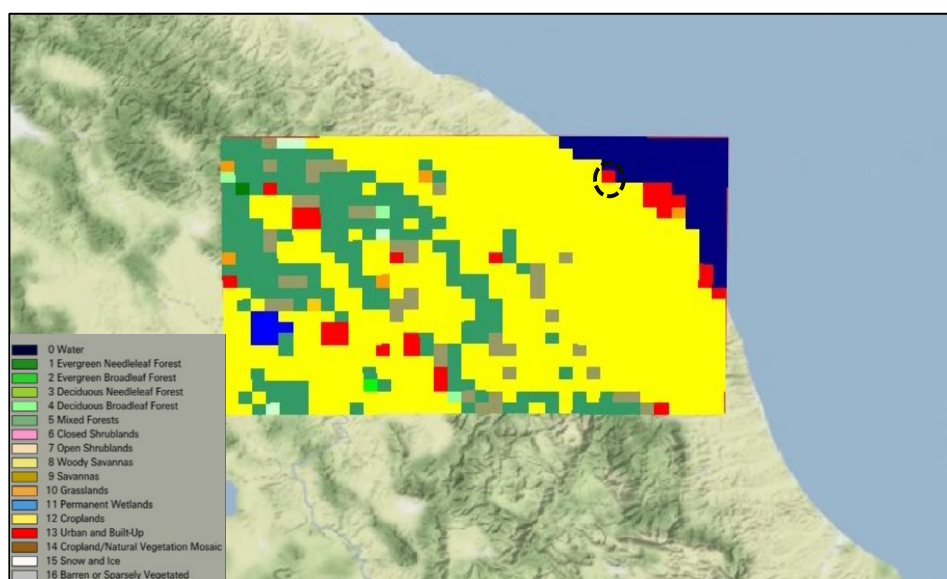 0 Water
1 Evergreen Needleleaf Forest
2 Evergreen Broadleaf Forest
3 Deciduous Needleleaf Forest
4 Deciduous Broadleaf Forest
5 Mixed Forests
6 Closed Shrublands
7 Open Shrublands
8 Woody Savannas
9 Savannas
10 Grasslands
11 Permanent Wetlands
12 Croplands
13 Urban and Built-Up
14 Cropland/Natural Vegetation Mosaic
15 Snow and Ice
16 Barren or Sparsely Vegetated